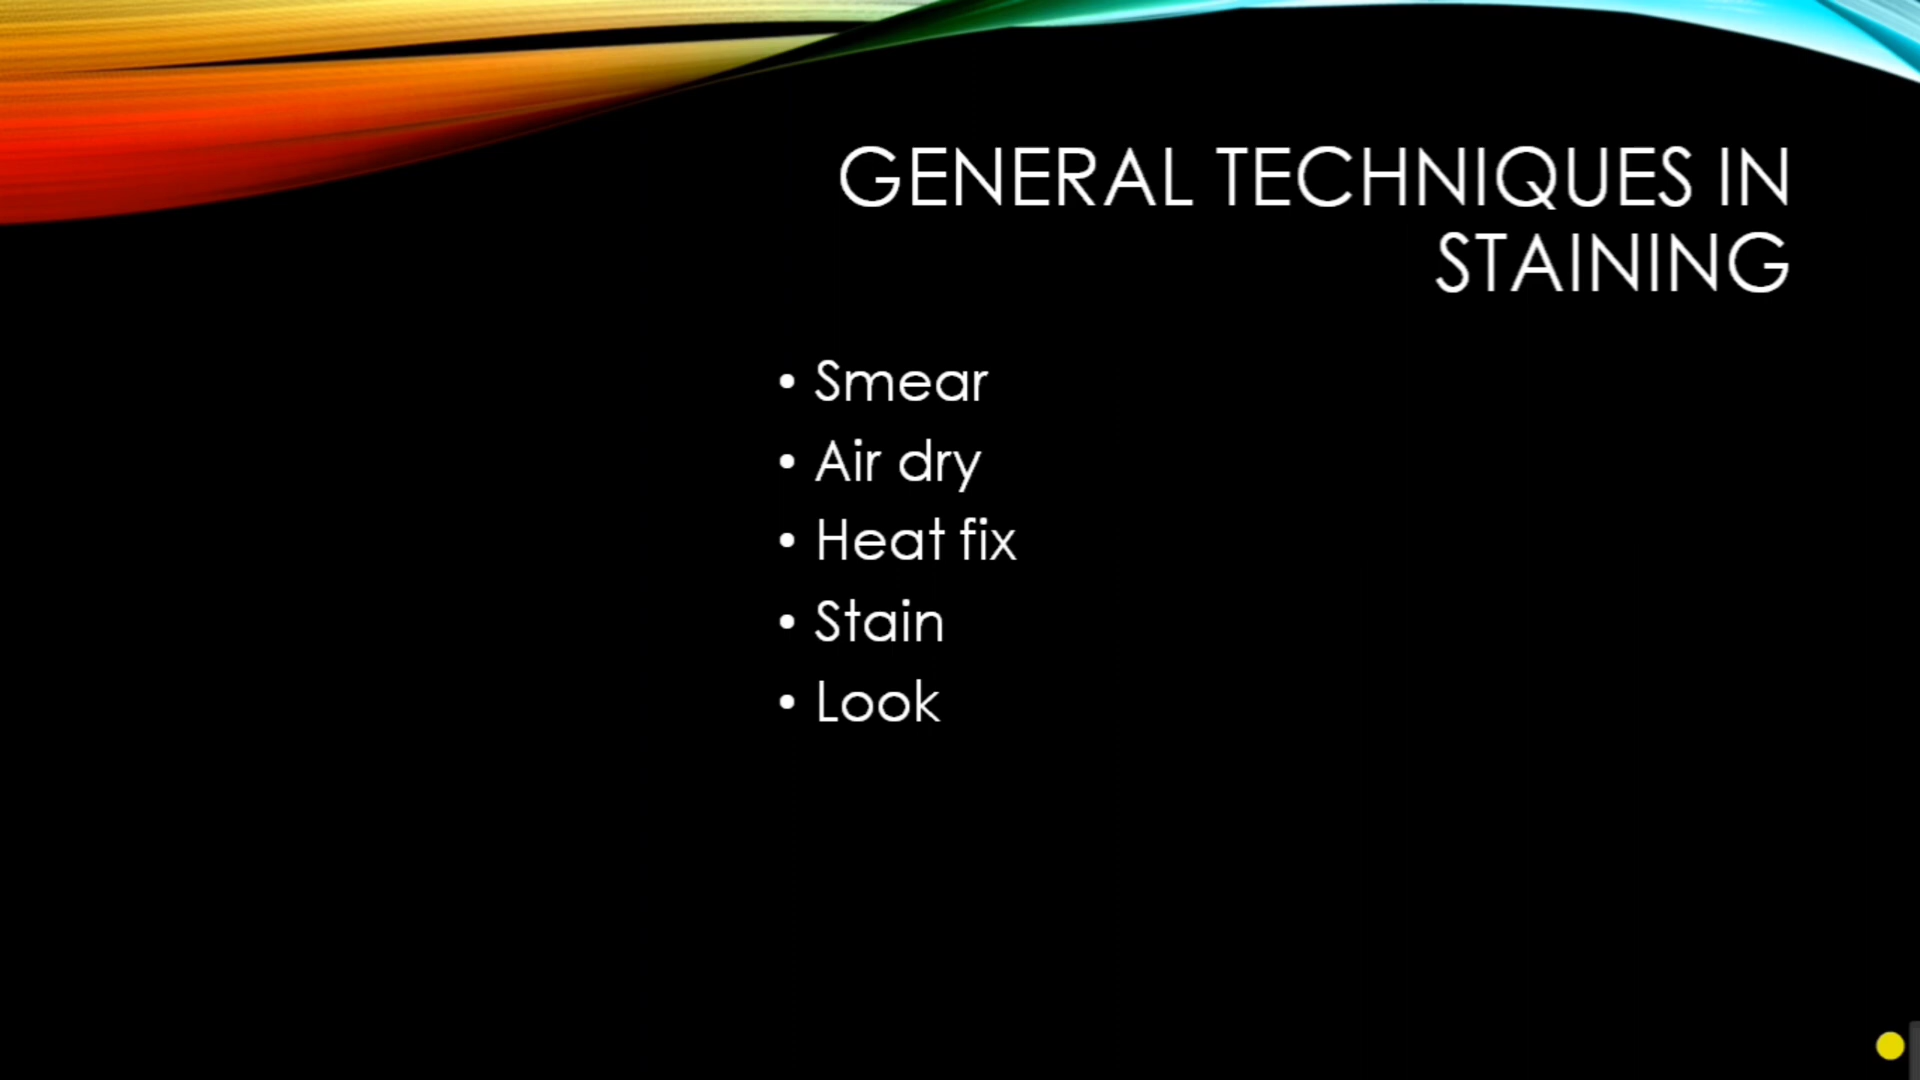 GENERAL TECHNIQUES IN
STAINING
• Smear
• Air dry
• Heat fix
• Stain
• Look